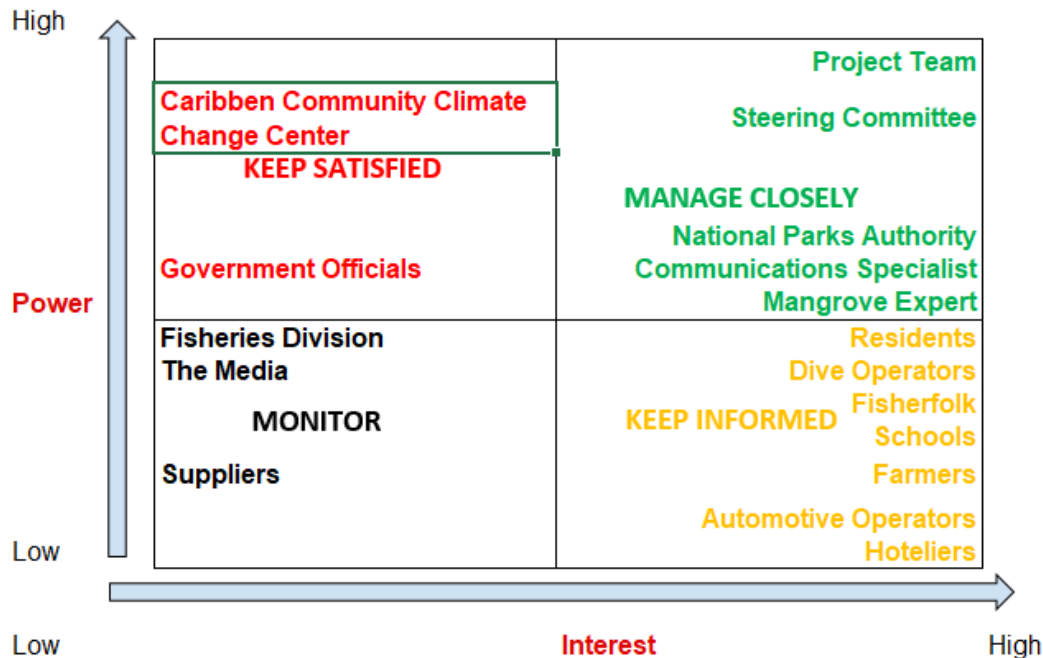 High
Project Team
Caribben Community Climate
Change Center
Steering Committee
KEEP SATISFIED
MANAGE CLOSELY
National Parks Authority
Government Officials
Communications Specialist
Power
Mangrove Expert
Fisheries Division
Residents
The Media
Dive Operators
MONITOR
KEEP INFORMED
Fisherfolk
Schools
Suppliers
Farmers
Automotive Operators
Low
Hoteliers
Low
Interest
High